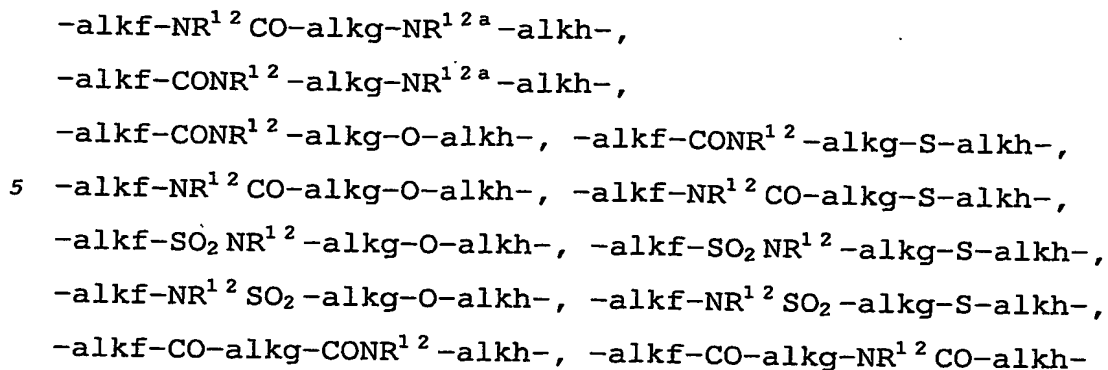 -alkf-NR¹²CO-alkg-NR¹²ᵃ-alkh-,
-alkf-CONR¹²-alkg-NR¹²ᵃ-alkh-,
-alkf-CONR¹²-alkg-O-alkh-, -alkf-CONR¹²-alkg-S-alkh-,
5 -alkf-NR¹²CO-alkg-O-alkh-, -alkf-NR¹²CO-alkg-S-alkh-,
-alkf-SO₂NR¹²-alkg-O-alkh-, -alkf-SO₂NR¹²-alkg-S-alkh-,
-alkf-NR¹²SO₂-alkg-O-alkh-, -alkf-NR¹²SO₂-alkg-S-alkh-,
-alkf-CO-alkg-CONR¹²-alkh-, -alkf-CO-alkg-NR¹²CO-alkh-